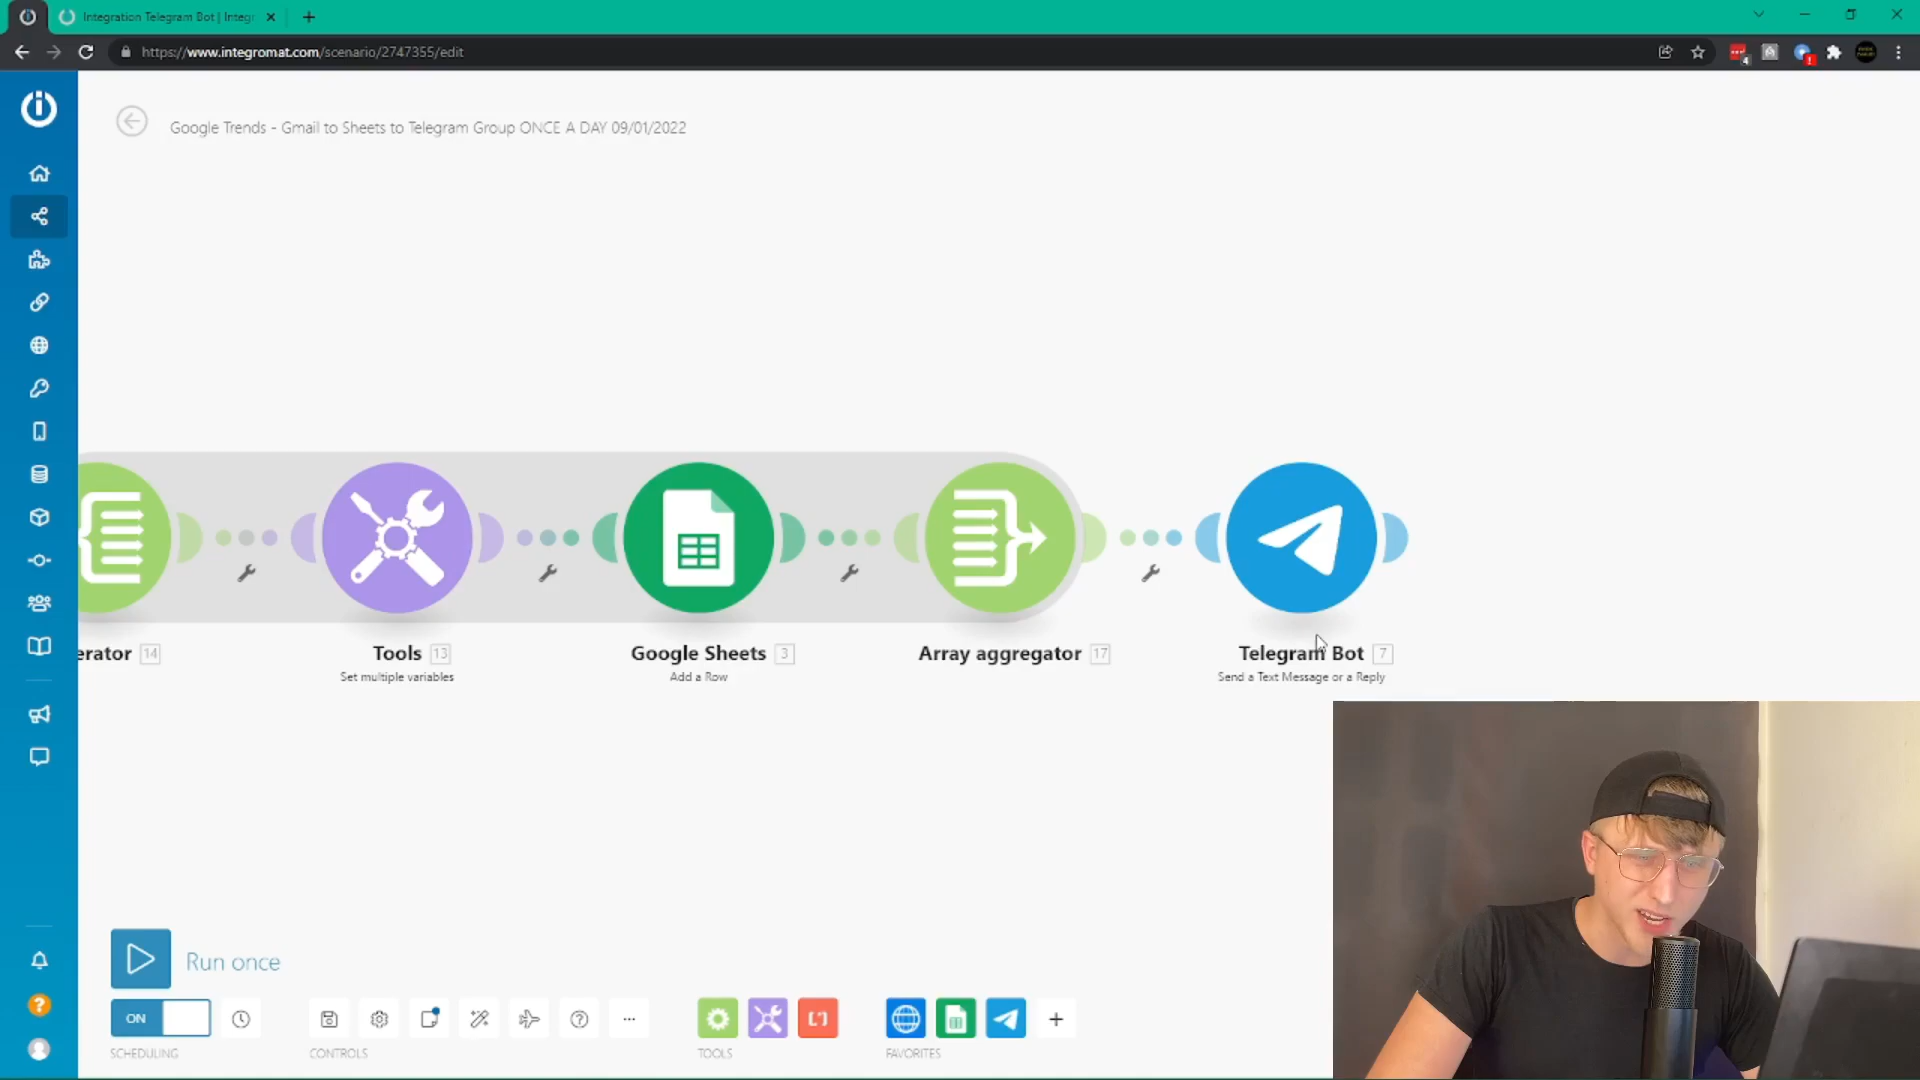 Integration Telegram Bot | Integr
https://www.integromat.com/scenario/2747355/edit
4
!
Google Trends - Gmail to Sheets to Telegram Group ONCE A DAY 09/01/2022
erator 14
Tools 13
Set multiple variables
Google Sheets 3
Add a Row
Array aggregator 17
Telegram Bot 7
Send a Text Message or a Reply
Run once
ON
SCHEDULING
CONTROLS
TOOLS
FAVORITES